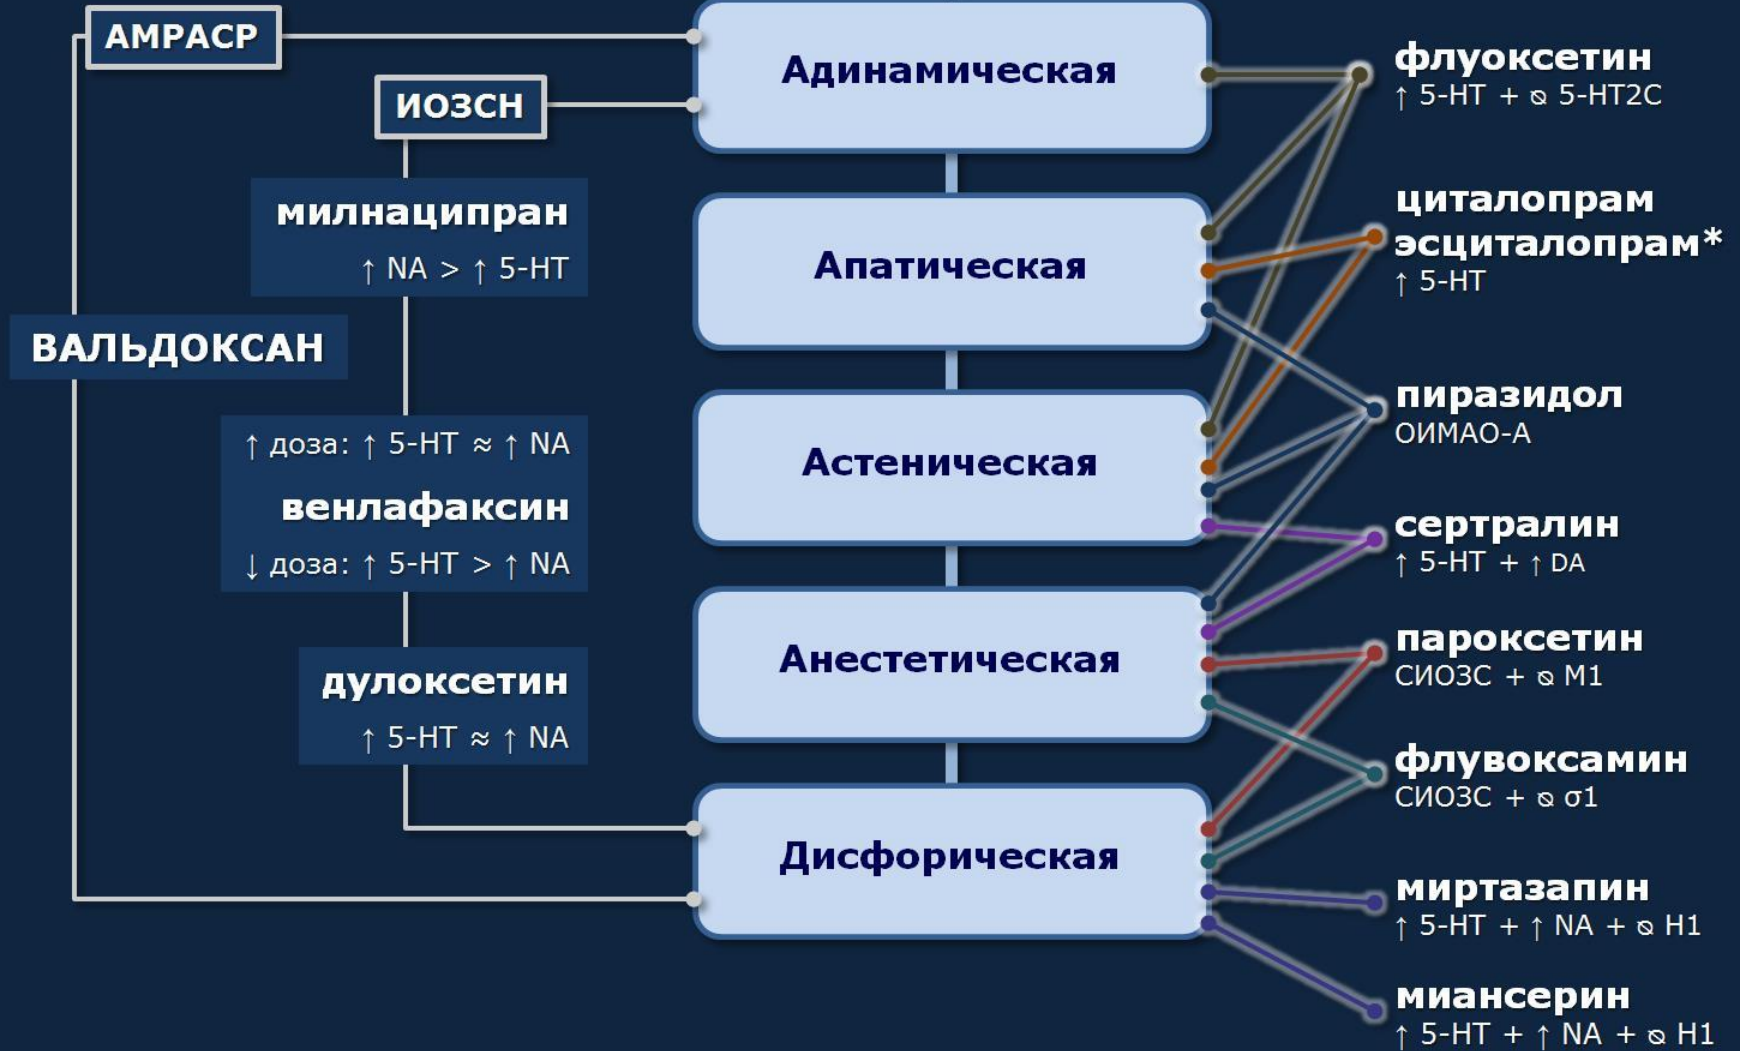 АМРАСР
ИОЗСН
милнаципран
↑ NA > ↑ 5-HT
ВАЛЬДОКСАН
↑ доза: ↑ 5-HT ≈ ↑ NA
венлафаксин
↓ доза: ↑ 5-HT > ↑ NA
дулоксетин
↑ 5-HT ≈ ↑ NA
Адинамическая
Апатическая
Астеническая
Анестетическая
Дисфорическая
флуоксетин
↑ 5-HT + ⦰ 5-HT2C
циталопрам
эсциталопрам*
↑ 5-HT
пиразидол
ОИМАО-А
сертралин
↑ 5-HT + ↑ DA
пароксетин
СИОЗС + ⦰ M1
флувоксамин
СИОЗС + ⦰ σ1
миртазапин
↑ 5-HT + ↑ NA + ⦰ H1
миансерин
↑ 5-HT + ↑ NA + ⦰ H1